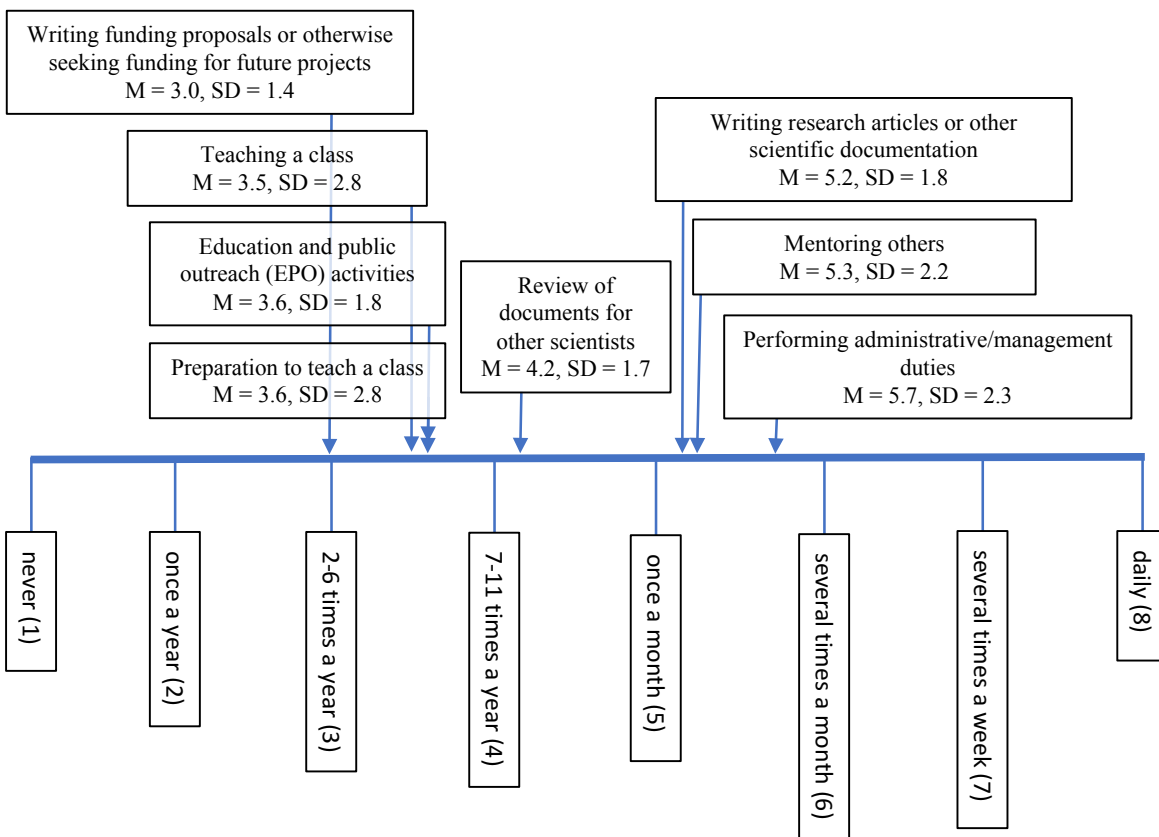 Writing funding proposals or otherwise
seeking funding for future projects
M = 3.0, SD = 1.4
Teaching a class
M = 3.5, SD = 2.8
Education and public
outreach (EPO) activities
M = 3.6, SD = 1.8
Preparation to teach a class
M = 3.6, SD = 2.8
Review of
documents for
other scientists
M = 4.2, SD = 1.7
Writing research articles or other
scientific documentation
M = 5.2, SD = 1.8
Mentoring others
M = 5.3, SD = 2.2
Performing administrative/management
duties
M = 5.7, SD = 2.3
never (1)
once a year (2)
2-6 times a year (3)
7-11 times a year (4)
once a month (5)
several times a month (6)
several times a week (7)
daily (8)